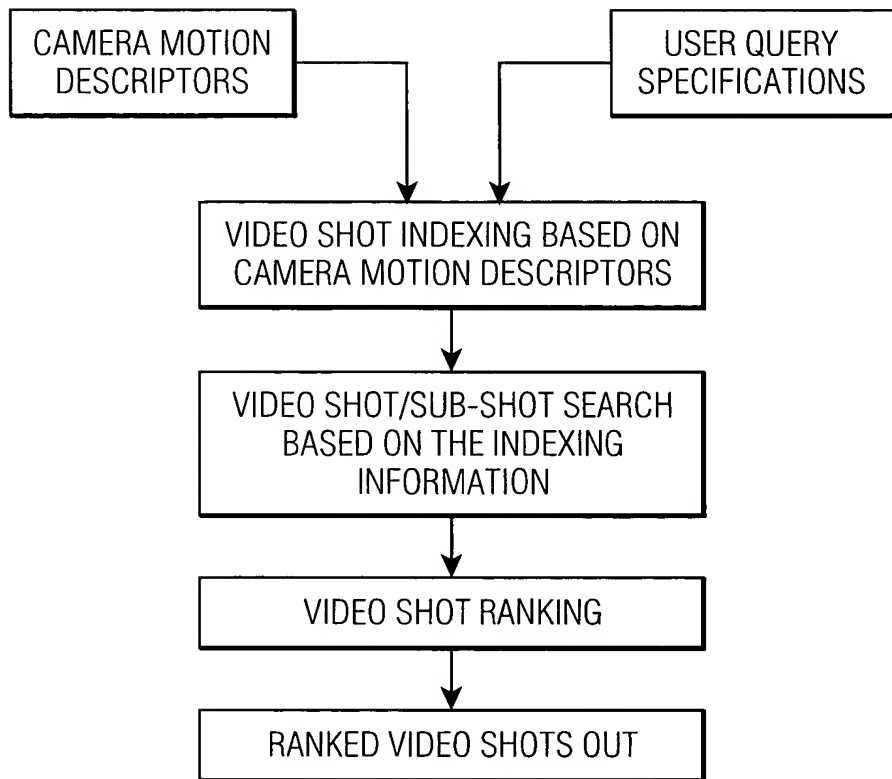 CAMERA MOTION
DESCRIPTORS
USER QUERY
SPECIFICATIONS
VIDEO SHOT INDEXING BASED ON
CAMERA MOTION DESCRIPTORS
VIDEO SHOT/SUB-SHOT SEARCH
BASED ON THE INDEXING
INFORMATION
VIDEO SHOT RANKING
RANKED VIDEO SHOTS OUT